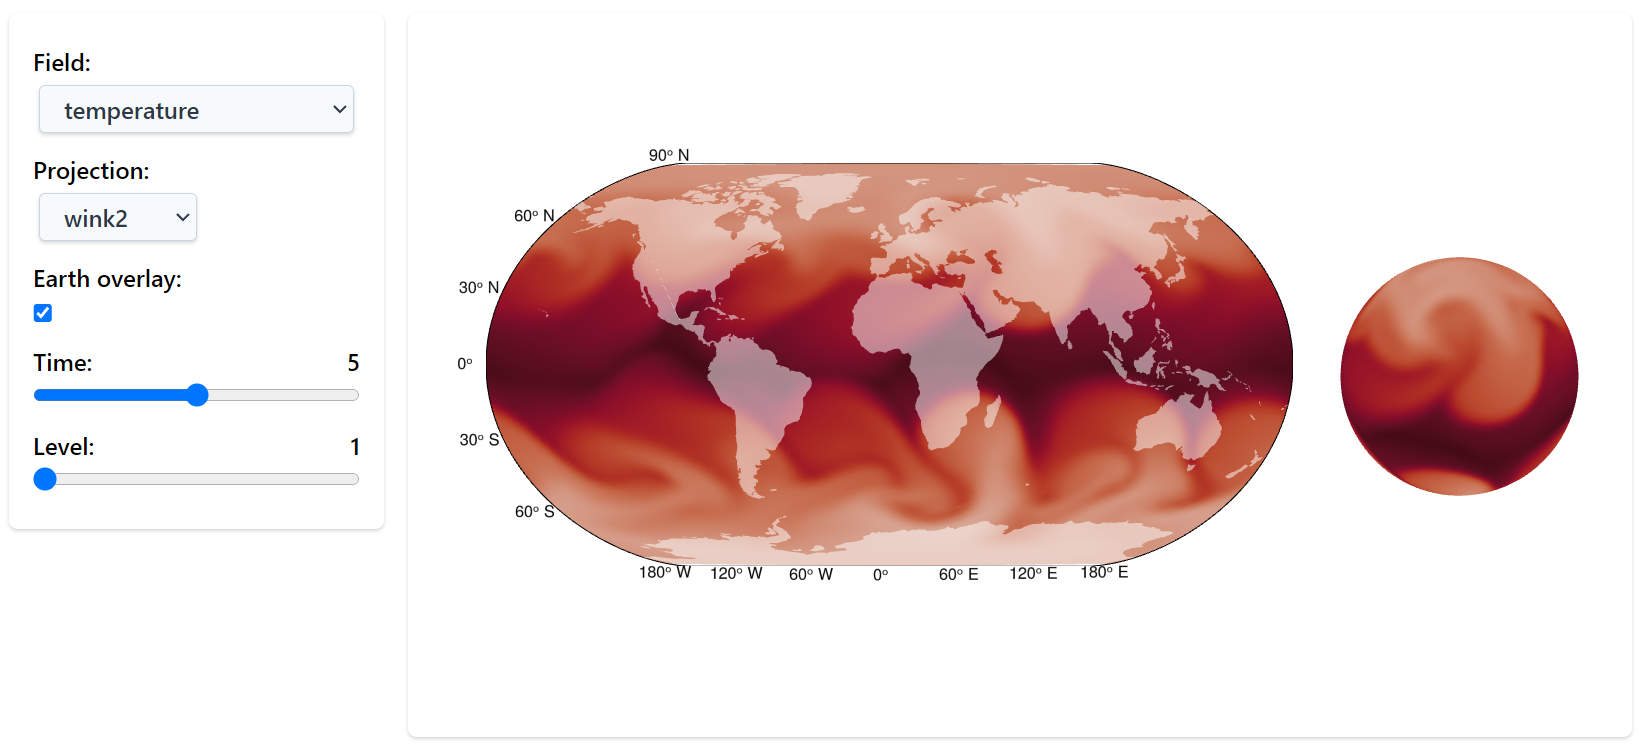 Field:
temperature
Projection:
wink2
Earth overlay:
Time: 5
Level: 1
90° N
60° N
30° N
0°
30° S
60° S
180° W 120° W 60° W 0° 60° E 120° E 180° E